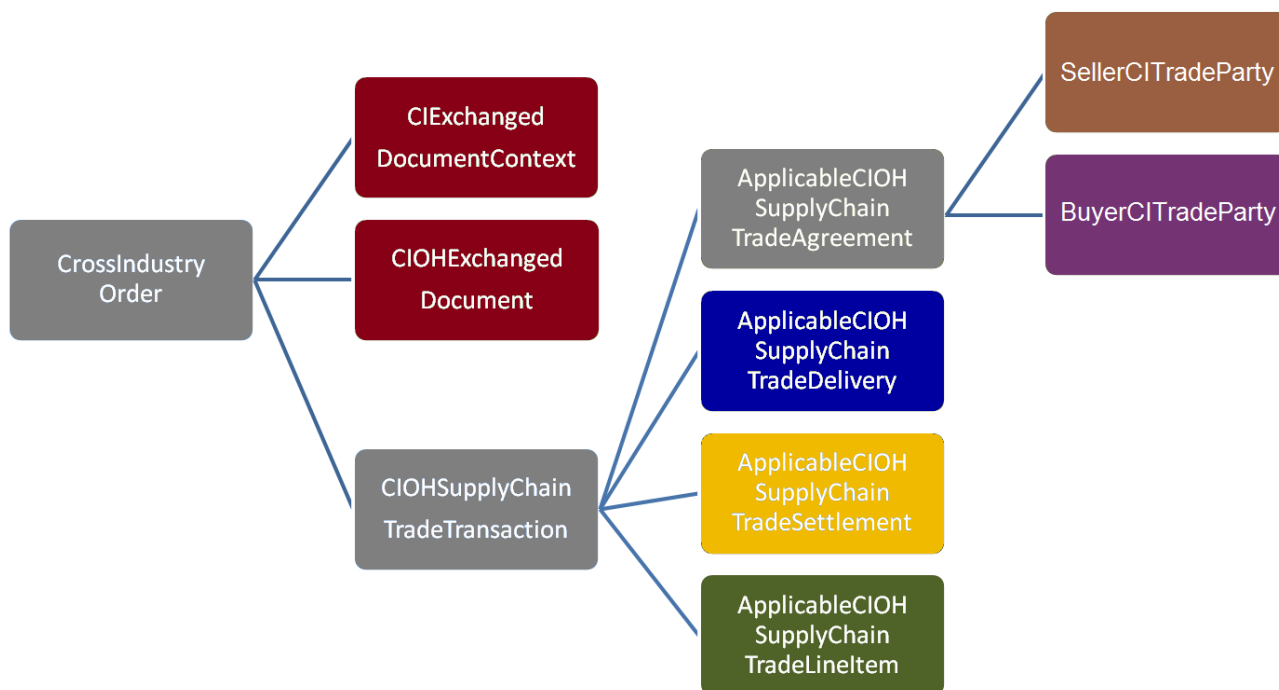 CrossIndustry
Order
CIExchanged
DocumentContext
CIOHExchanged
Document
CIOHSupplyChain
TradeTransaction
ApplicableCIOH
SupplyChain
TradeAgreement
ApplicableCIOH
SupplyChain
TradeDelivery
ApplicableCIOH
SupplyChain
TradeSettlement
ApplicableCIOH
SupplyChain
TradeLineItem
SellerCITradeParty
BuyerCITradeParty